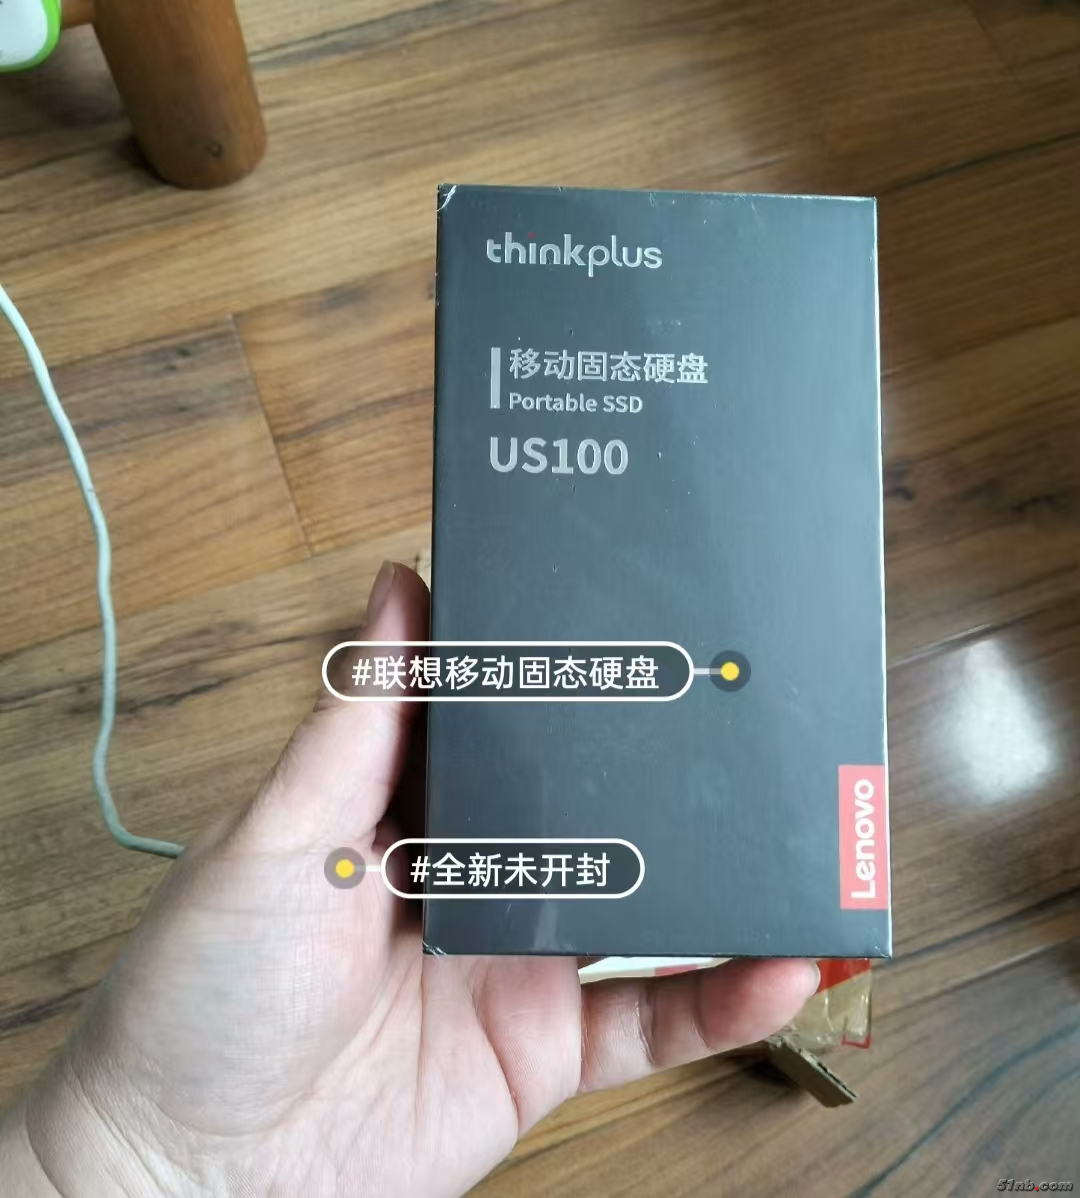 thinkplus
移动固态硬盘
Portable SSD
US100
#联想移动固态硬盘
Lenovo
#全新未开封
51nb.com